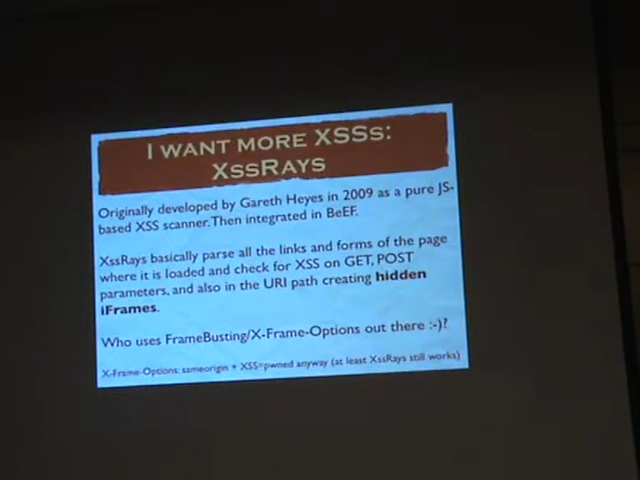 I WANT MORE XSSs:
XSSRAYS
Originally developed by Gareth Heyes in 2009 as a pure JS-
based XSS scanner. Then integrated in BeEF.
XssRays basically parse all the links and forms of the page
where it is loaded and check for XSS on GET, POST
parameters, and also in the URI path creating hidden
iFrames.
Who uses FrameBusting/X-Frame-Options out there :-)?
X-Frame-Options: sameorigin + XSS=pwned anyway (at least XssRays still works)